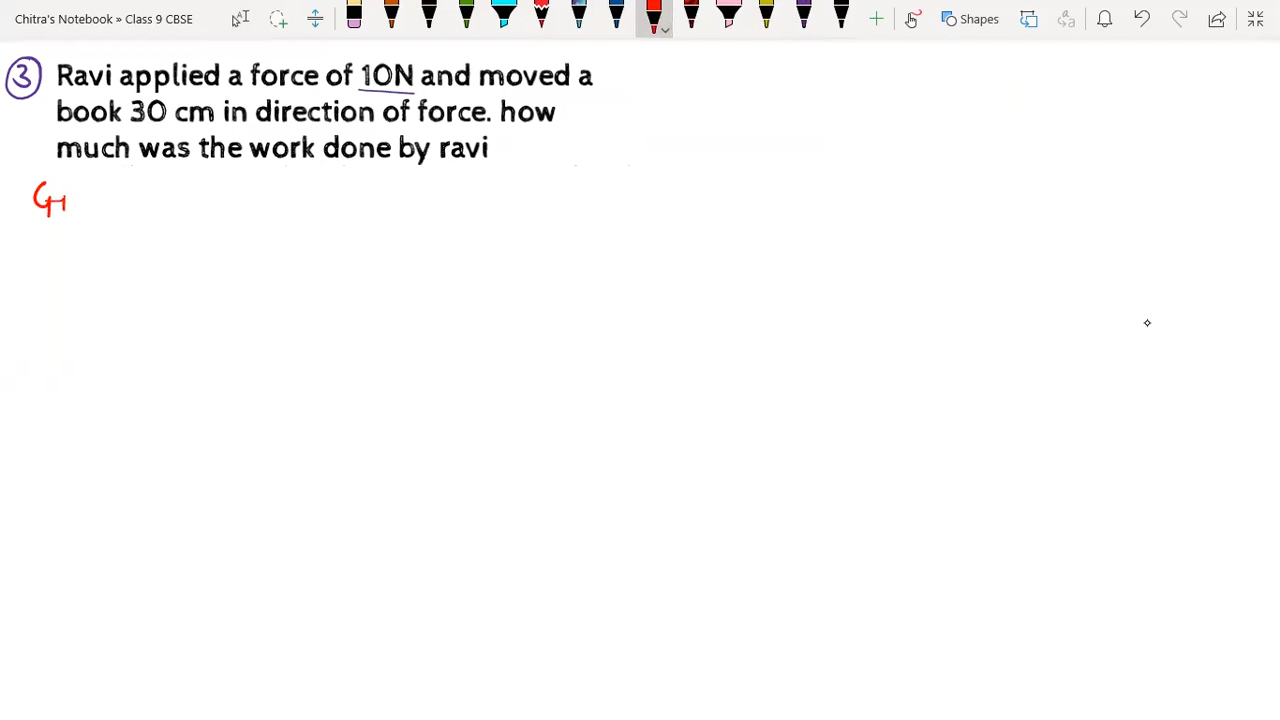 Chitra's Notebook » Class 9 CBSE
Shapes
③ Ravi applied a force of 10N and moved a
book 30 cm in direction of force. how
much was the work done by ravi